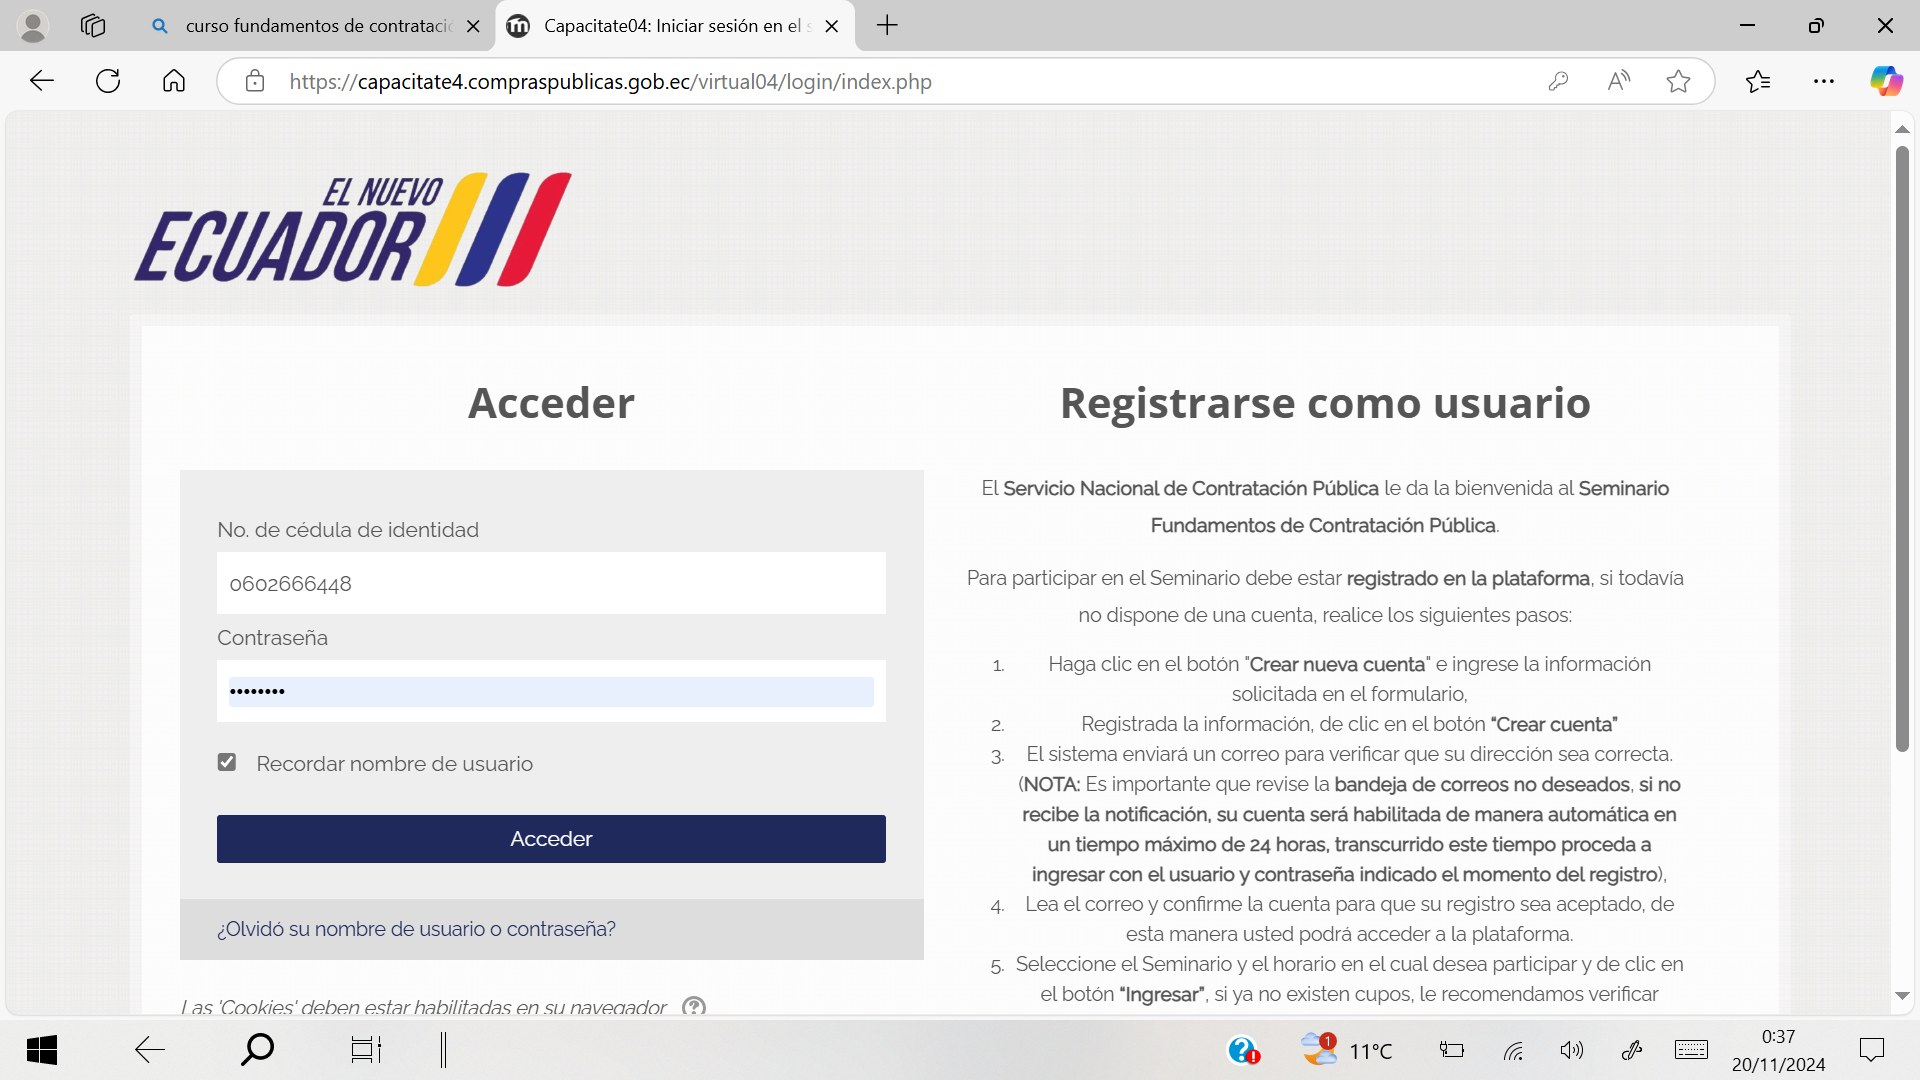 curso fundamentos de contratació
Capacitate04: Iniciar sesión en el s
https://capacitate4.compraspublicas.gob.ec/virtual04/login/index.php
EL NUEVO
ECUADOR
Acceder
No. de cédula de identidad
0602666448
Contraseña
••••••••
Recordar nombre de usuario
Acceder
¿Olvidó su nombre de usuario o contraseña?
Las 'Cookies' deben estar habilitadas en su navegador
Registrarse como usuario
El Servicio Nacional de Contratación Pública le da la bienvenida al Seminario
Fundamentos de Contratación Pública.
Para participar en el Seminario debe estar registrado en la plataforma, si todavía
no dispone de una cuenta, realice los siguientes pasos:
1. Haga clic en el botón "Crear nueva cuenta" e ingrese la información
solicitada en el formulario,
2. Registrada la información, de clic en el botón “Crear cuenta”
3. El sistema enviará un correo para verificar que su dirección sea correcta.
(NOTA: Es importante que revise la bandeja de correos no deseados, si no
recibe la notificación, su cuenta será habilitada de manera automática en
un tiempo máximo de 24 horas, transcurrido este tiempo proceda a
ingresar con el usuario y contraseña indicado el momento del registro),
4. Lea el correo y confirme la cuenta para que su registro sea aceptado, de
esta manera usted podrá acceder a la plataforma.
5. Seleccione el Seminario y el horario en el cual desea participar y de clic en
el botón “Ingresar”, si ya no existen cupos, le recomendamos verificar
1
11°C
0:37
20/11/2024